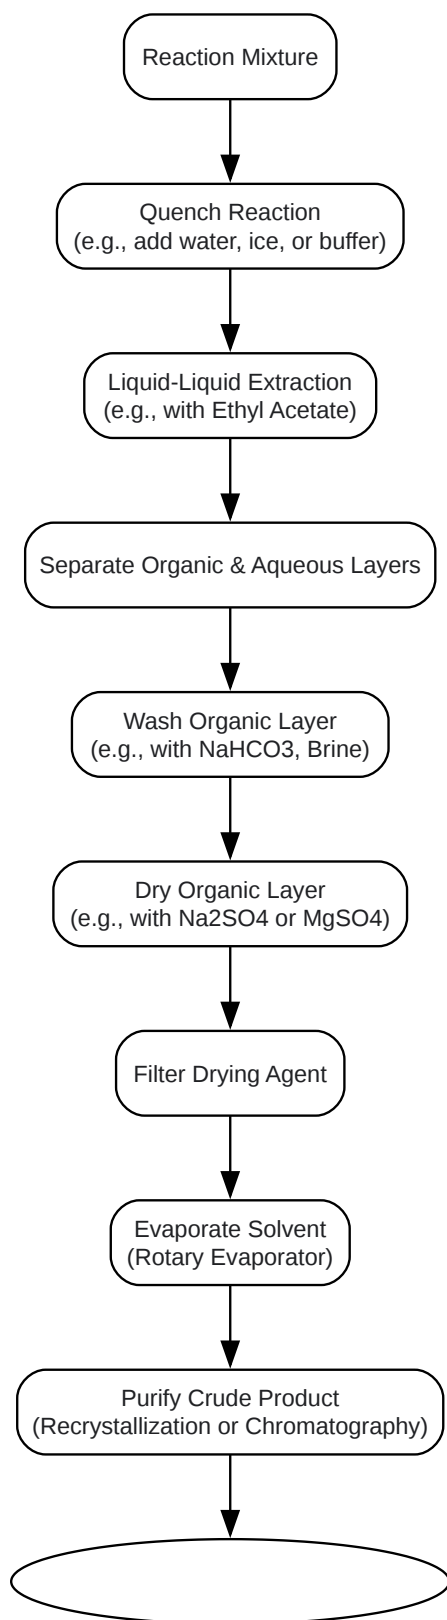 Reaction Mixture
Quench Reaction
(e.g., add water, ice, or buffer)
Liquid-Liquid Extraction
(e.g., with Ethyl Acetate)
Separate Organic & Aqueous Layers
Wash Organic Layer
(e.g., with NaHCO3, Brine)
Dry Organic Layer
(e.g., with Na2SO4 or MgSO4)
Filter Drying Agent
Evaporate Solvent
(Rotary Evaporator)
Purify Crude Product
(Recrystallization or Chromatography)